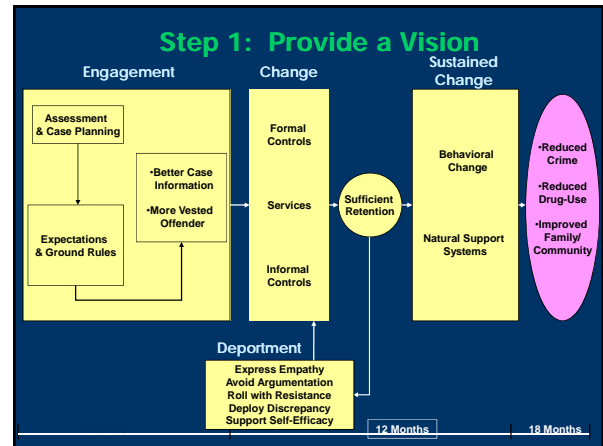 Step 1: Provide a Vision
Engagement
Change
Sustained
Change
Assessment
& Case Planning
Expectations
& Ground Rules
•Better Case
Information
•More Vested
Offender
Formal
Controls
Services
Informal
Controls
Sufficient
Retention
Behavioral
Change
Natural Support
Systems
•Reduced
Crime
•Reduced
Drug-Use
•Improved
Family/
Community
Deportment
Express Empathy
Avoid Argumentation
Roll with Resistance
Deploy Discrepancy
Support Self-Efficacy
12 Months
18 Months